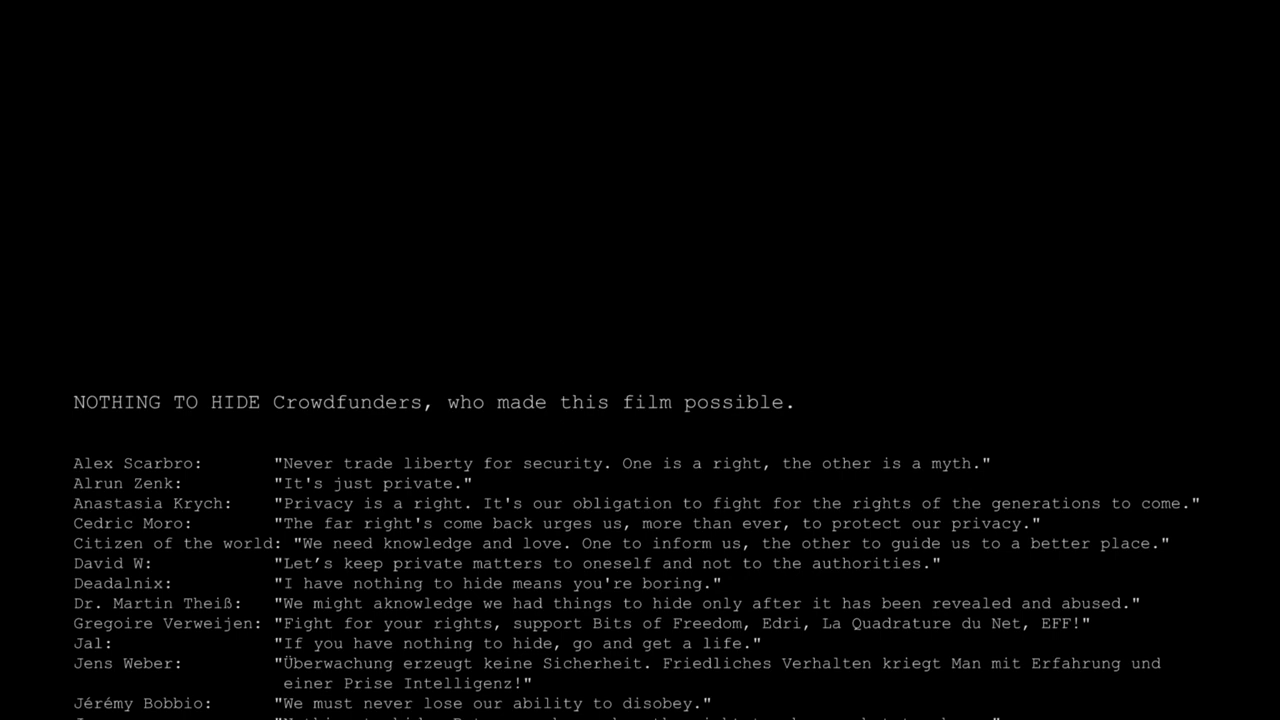 NOTHING TO HIDE Crowdfunders, who made this film possible.
Alex Scarbro: "Never trade liberty for security. One is a right, the other is a myth."
Alrun Zenk: "It's just private."
Anastasia Krych: "Privacy is a right. It's our obligation to fight for the rights of the generations to come."
Cedric Moro: "The far right's come back urges us, more than ever, to protect our privacy."
Citizen of the world: "We need knowledge and love. One to inform us, the other to guide us to a better place."
David W: "Let’s keep private matters to oneself and not to the authorities."
Deadalnix: "I have nothing to hide means you're boring."
Dr. Martin Theiß: "We might aknowledge we had things to hide only after it has been revealed and abused."
Gregoire Verweijen: "Fight for your rights, support Bits of Freedom, Edri, La Quadrature du Net, EFF!"
Jal: "If you have nothing to hide, go and get a life."
Jens Weber: "Überwachung erzeugt keine Sicherheit. Friedliches Verhalten kriegt Man mit Erfahrung und
einer Prise Intelligenz!"
Jérémy Bobbio: "We must never lose our ability to disobey."